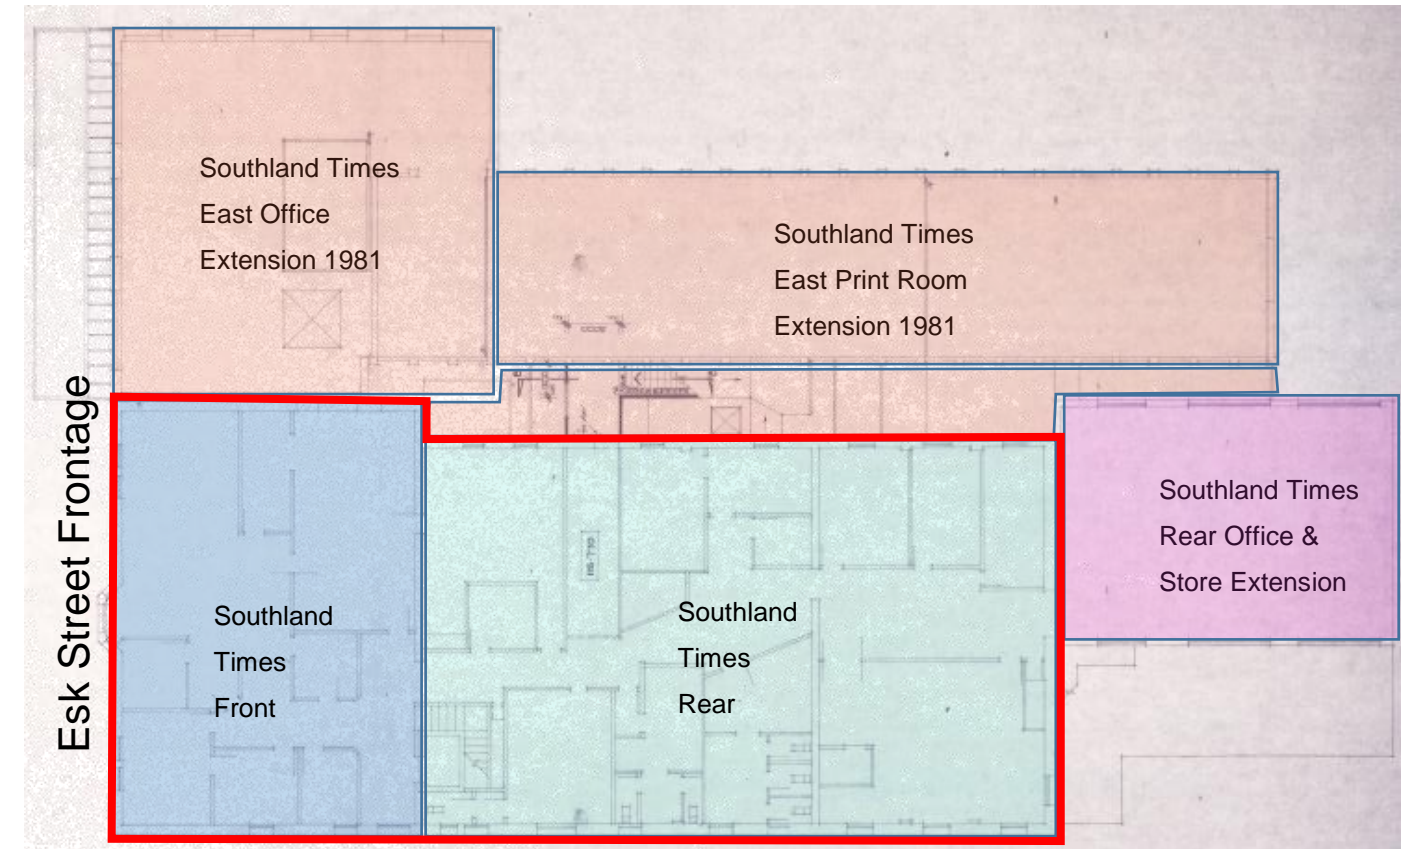 Southland Times
East Office
Extension 1981
Southland Times
East Print Room
Extension 1981
Esk Street Frontage
Southland
Times
Front
Southland
Times
Rear
Southland Times
Rear Office &
Store Extension